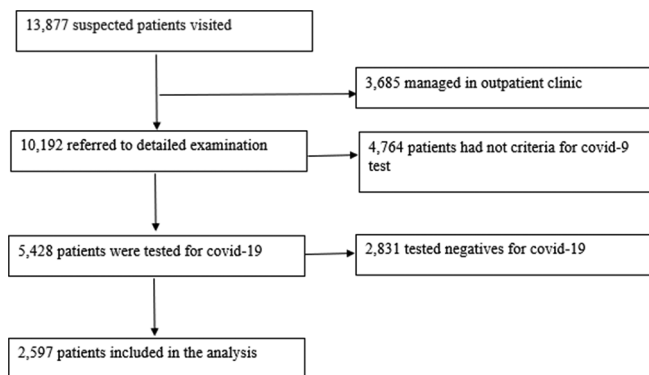 13,877 suspected patients visited
3,685 managed in outpatient clinic
10,192 referred to detailed examination
4,764 patients had not criteria for covid-9
test
5,428 patients were tested for covid-19
2,831 tested negatives for covid-19
2,597 patients included in the analysis